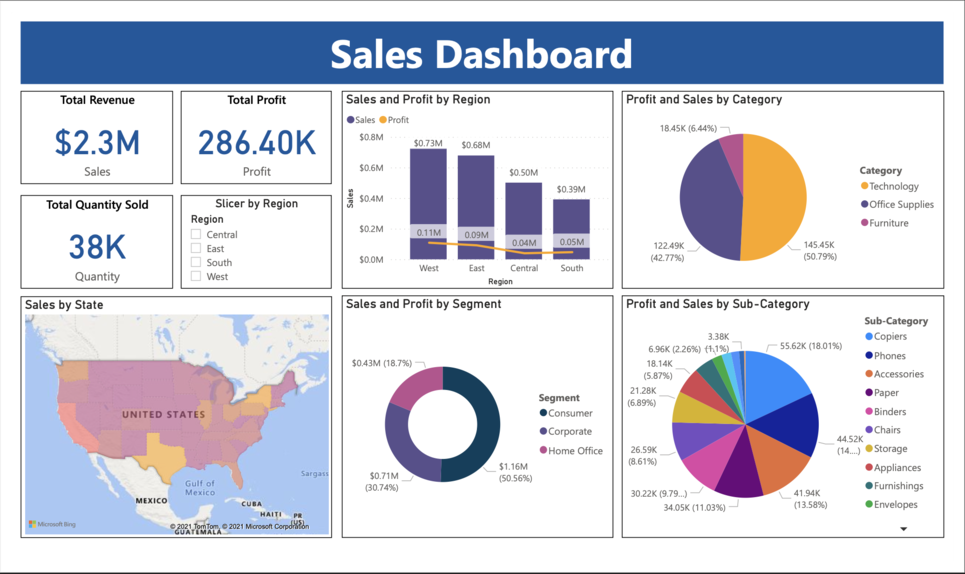 Sales Dashboard
Total Revenue
$2.3M
Sales
Total Profit
286.40K
Profit
Total Quantity Sold
38K
Quantity
Slicer by Region
Region
Central
East
South
West
Sales and Profit by Region
Sales Profit
$0.8M
$0.6M
$0.4M
$0.2M
$0.0M
Sales
$0.73M
$0.68M
$0.50M
$0.39M
0.11M
0.09M
0.04M
0.05M
West East Central South
Region
Profit and Sales by Category
18.45K (6.44%)
122.49K
(42.77%)
145.45K
(50.79%)
Category
Technology
Office Supplies
Furniture
Sales by State
UNITED STATES
MEXICO
Gulf of
Mexico
CUBA
HAITI
PR
(US)
GUATEMALA
Sargass
Microsoft Bing
© 2021 TomTom, © 2021 Microsoft Corporation
Sales and Profit by Segment
$0.43M (18.7%)
$0.71M
(30.74%)
$1.16M
(50.56%)
Segment
Consumer
Corporate
Home Office
Profit and Sales by Sub-Category
3.38K
(1.1%)
6.96K (2.26%)
18.14K
(5.87%)
21.28K
(6.89%)
26.59K
(8.61%)
30.22K (9.79...)
34.05K (11.03%)
41.94K
(13.58%)
44.52K
(14....)
55.62K (18.01%)
Sub-Category
Copiers
Phones
Accessories
Paper
Binders
Chairs
Storage
Appliances
Furnishings
Envelopes